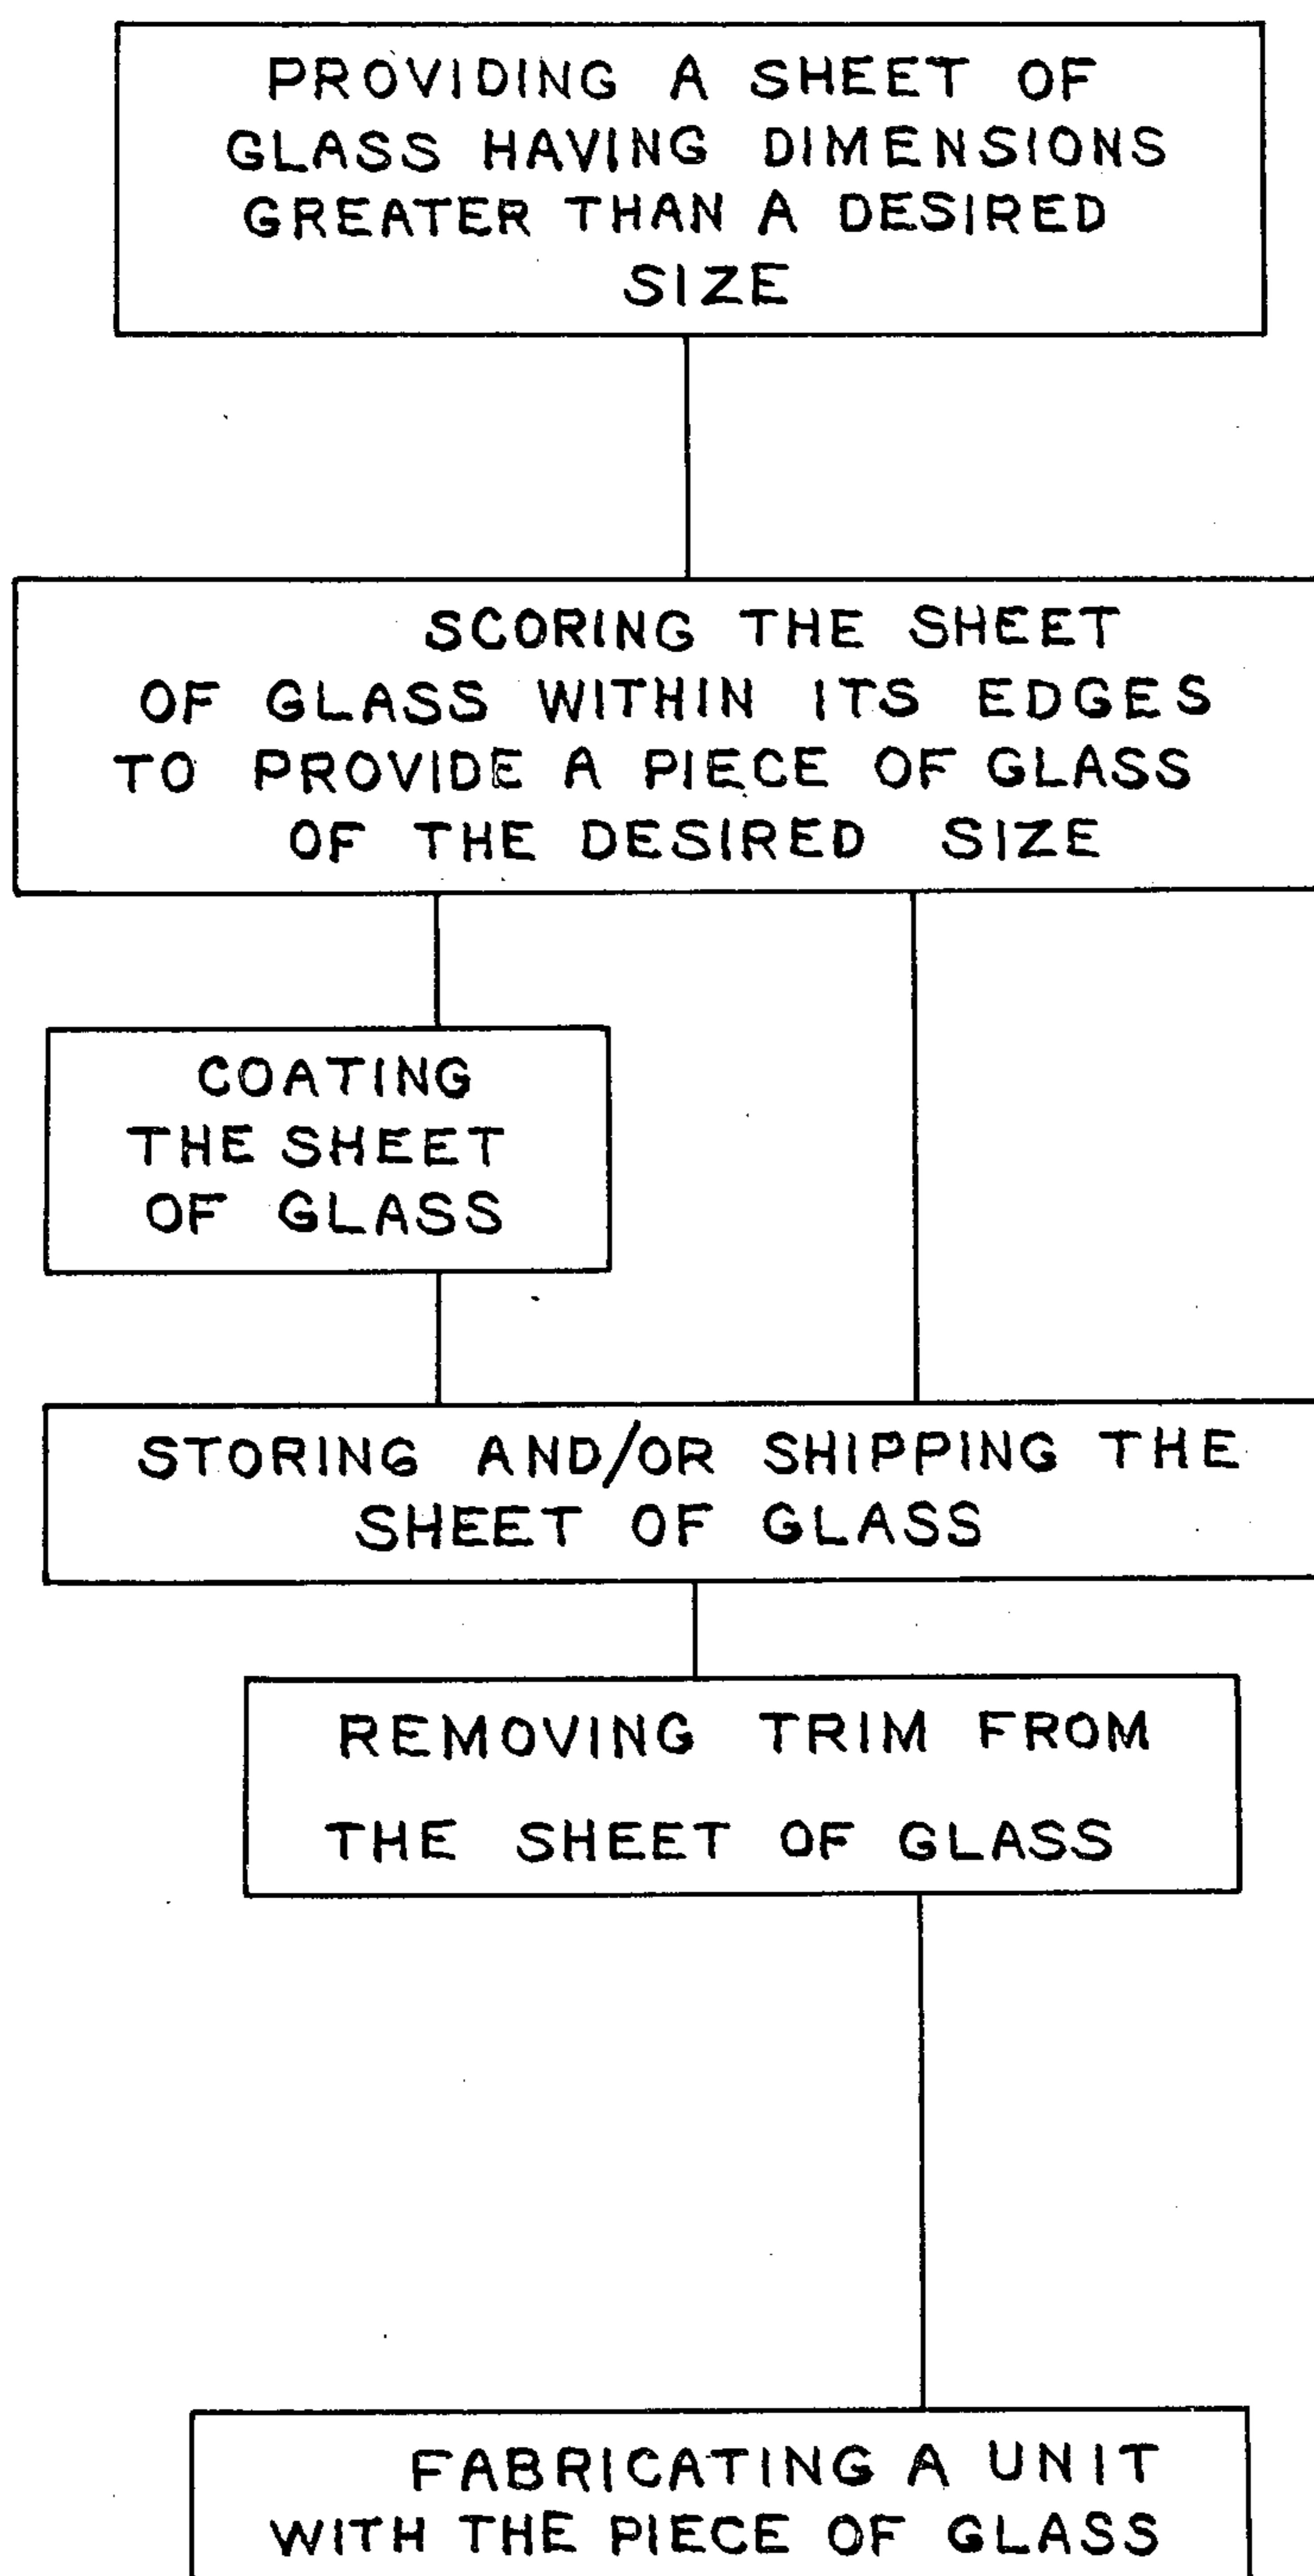 PROVIDING A SHEET OF
GLASS HAVING DIMENSIONS
GREATER THAN A DESIRED
SIZE
SCORING THE SHEET
OF GLASS WITHIN ITS EDGES
TO PROVIDE A PIECE OF GLASS
OF THE DESIRED SIZE
COATING
THE SHEET
OF GLASS
STORING AND/OR SHIPPING THE
SHEET OF GLASS
REMOVING TRIM FROM
THE SHEET OF GLASS
FABRICATING A UNIT
WITH THE PIECE OF GLASS